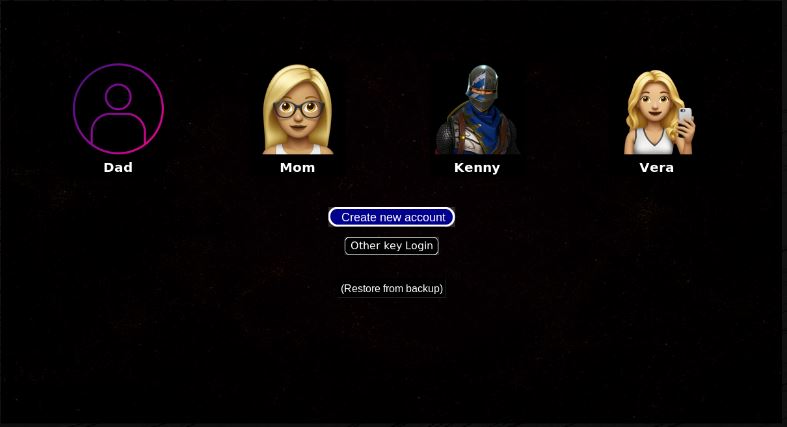 Dad Mom Kenny Vera
Create new account
Other key Login
(Restore from backup)